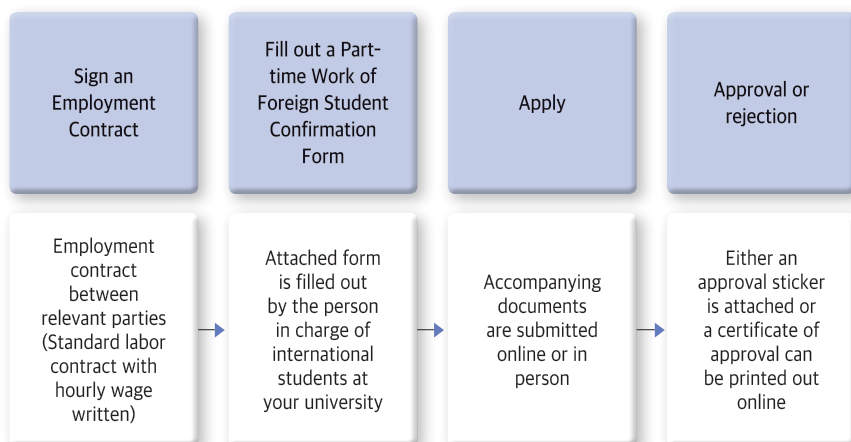 Sign an
Employment
Contract
Fill out a Part-
time Work of
Foreign Student
Confirmation
Form
Apply
Approval or
rejection
Employment
contract
between
relevant parties
(Standard labor
contract with
hourly wage
written)
Attached form
is filled out
by the person
in charge of
international
students at
your university
Accompanying
documents
are submitted
online or in
person
Either an
approval sticker
is attached or
a certificate of
approval can
be printed out
online